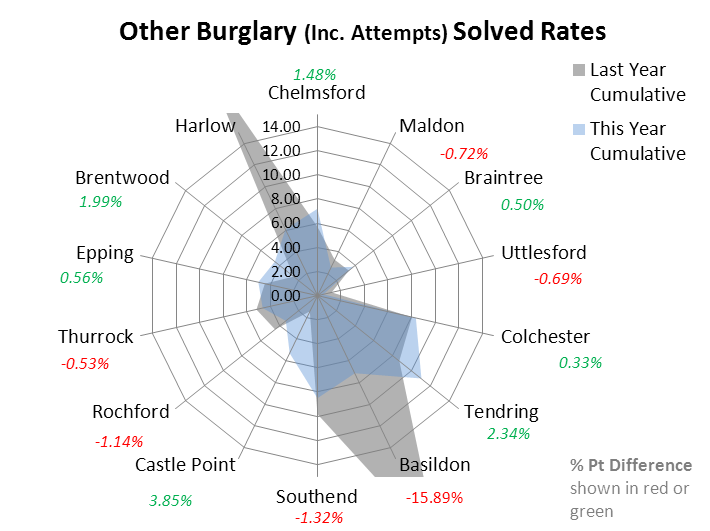 Other Burglary (Inc. Attempts) Solved Rates
1.48%
Chelmsford
Last Year
Cumulative
This Year
Cumulative
Harlow
14.00
12.00
10.00
8.00
6.00
4.00
2.00
0.00
Maldon
-0.72%
Brentwood
1.99%
Braintree
0.50%
Epping
0.56%
Uttlesford
-0.69%
Thurrock
-0.53%
Colchester
0.33%
Rochford
-1.14%
Tendring
2.34%
Castle Point
3.85%
Basildon
-15.89%
Southend
-1.32%
% Pt Difference
shown in red or
green